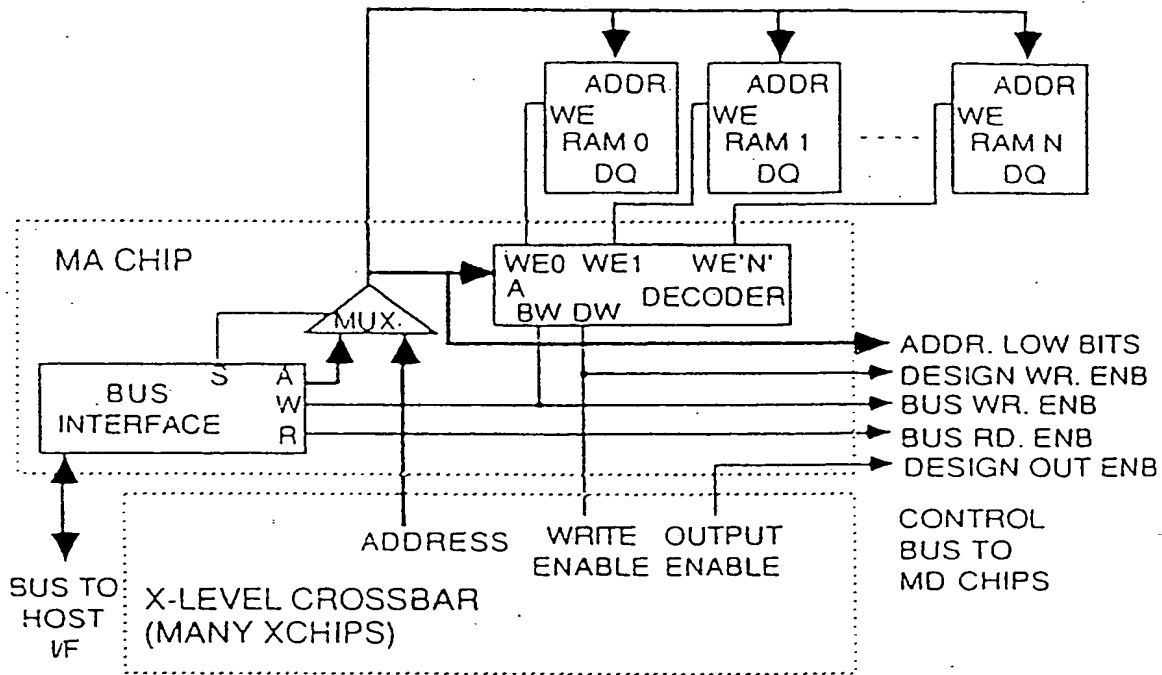 ADDR
WE
RAM 0
DQ
ADDR
WE
RAM 1
DQ
ADDR
WE
RAM N
DQ
MA CHIP
WE0 WE1 WE'N'
A
DECODER
BW DW
MUX
S
A
BUS
INTERFACE
W
R
ADDR. LOW BITS
DESIGN WR. ENB
BUS WR. ENB
BUS RD. ENB
DESIGN OUT ENB
ADDRESS
WRITE
ENABLE
OUTPUT
ENABLE
CONTROL
BUS TO
MD CHIPS
BUS TO
HOST
I/F
X-LEVEL CROSSBAR
(MANY XCHIPS)